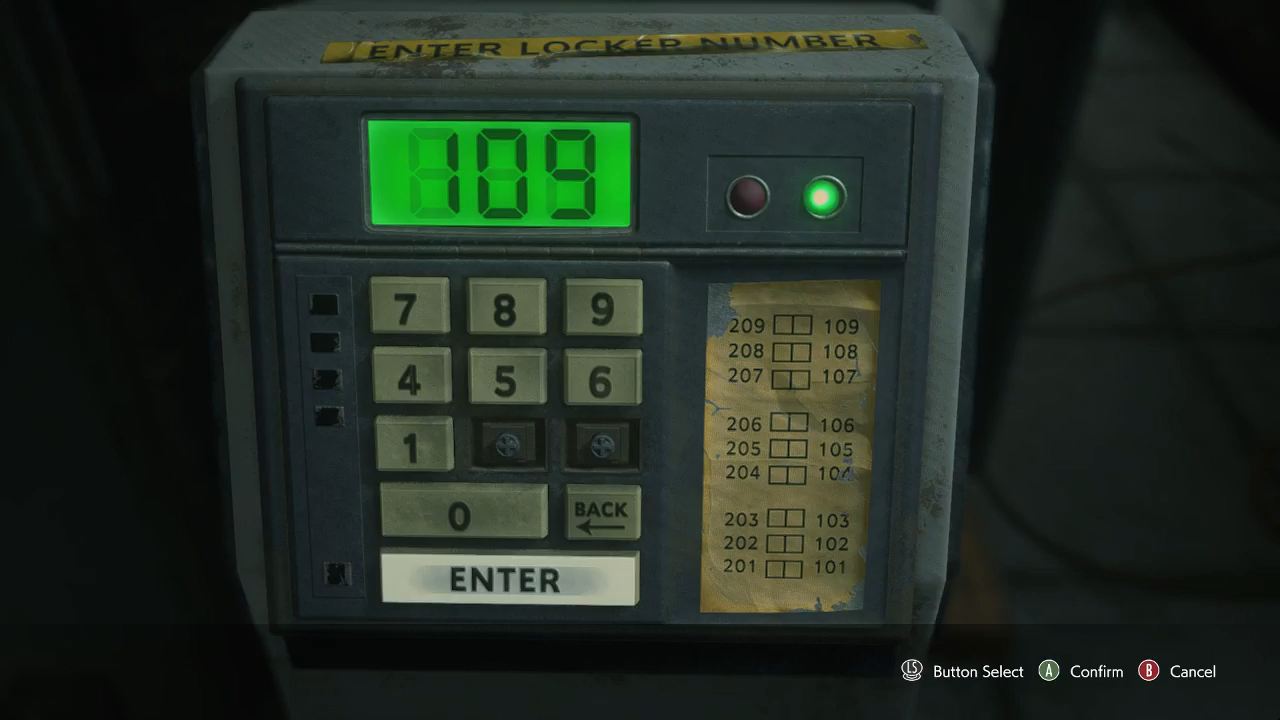 ENTER LOCKER NUMBER
109
7 8 9
4 5 6
1
0 BACK
ENTER
209 109
208 108
207 107
206 106
205 105
204 104
203 103
202 102
201 101
LS Button Select A Confirm B Cancel